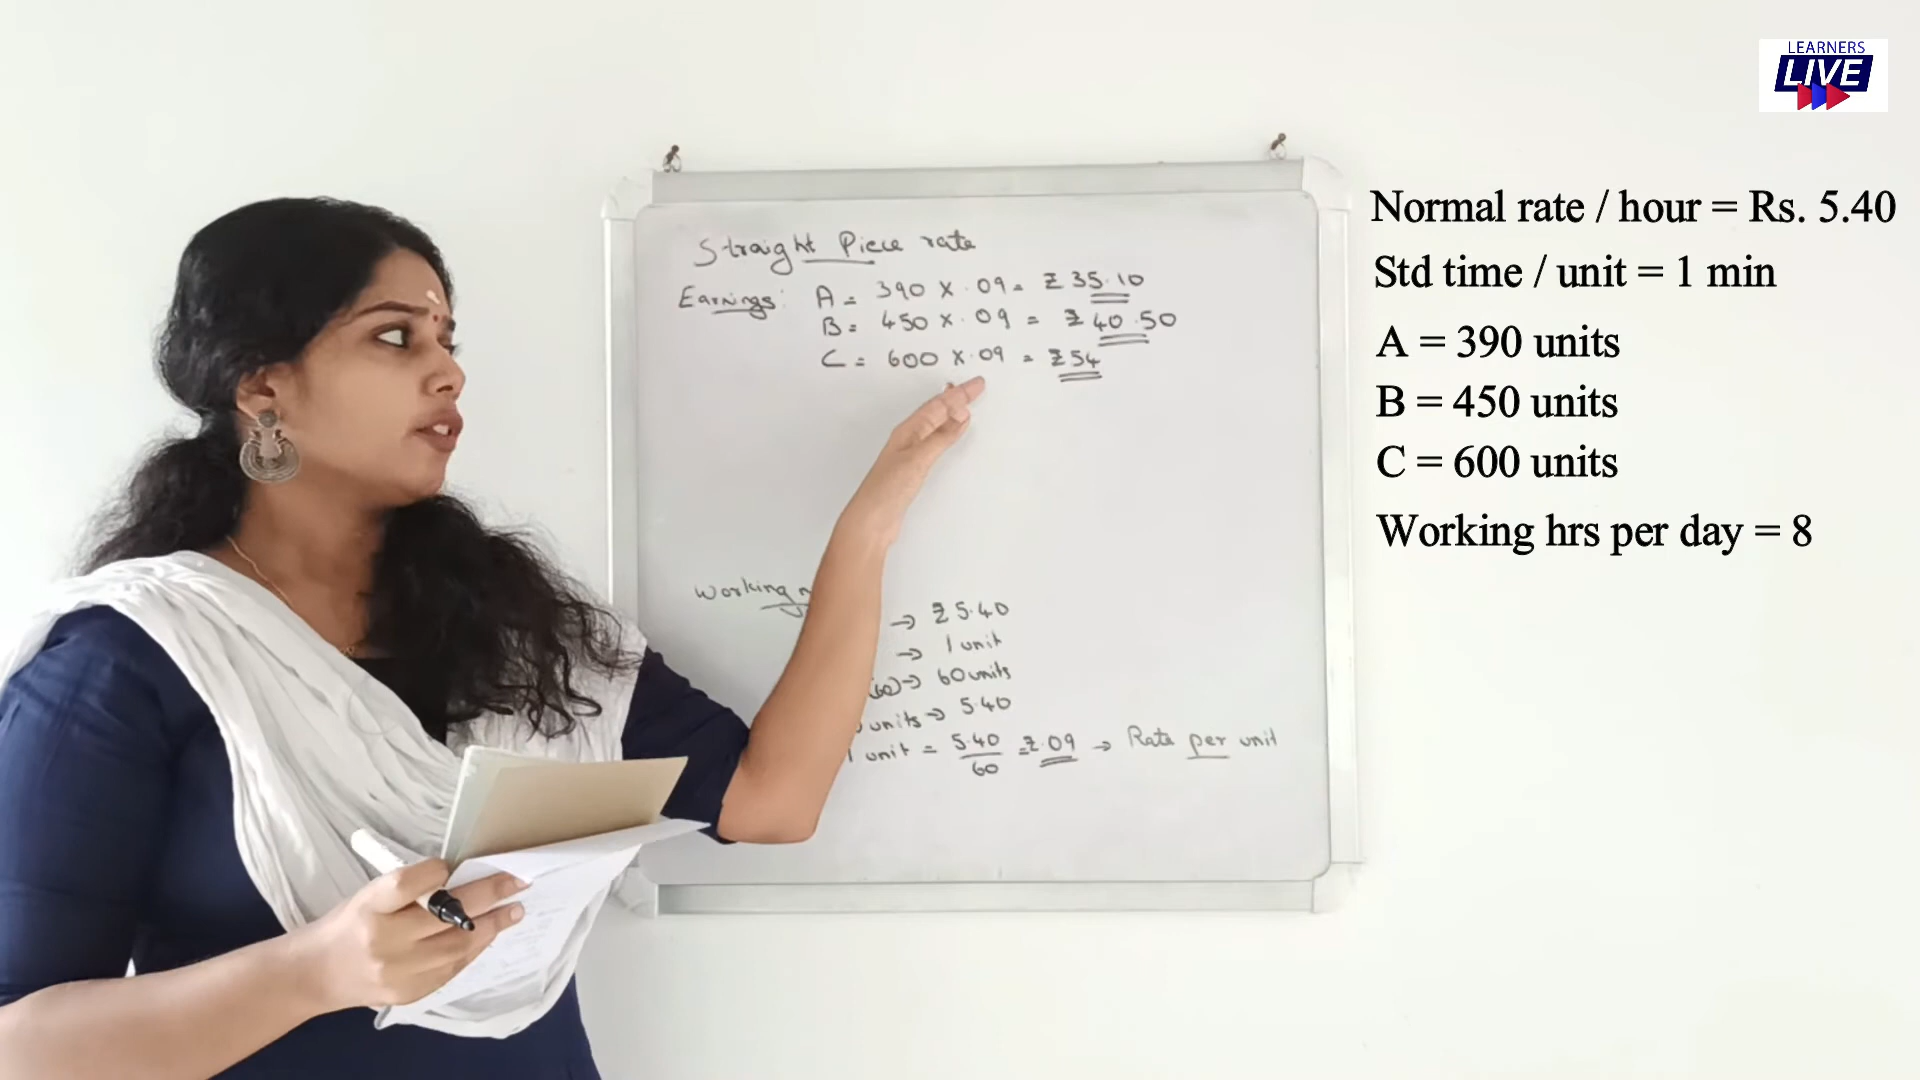 LEARNERS
LIVE
Straight Piece rate
Earnings: A = 390 x .09 = ₹35.10
B = 450 x .09 = ₹40.50
C = 600 x .09 = ₹54
Working
→ ₹5.40
→ 1 unit
(60) → 60 units
units → 5.40
1 unit = 5.40/60 = ₹.09 → Rate per unit
Normal rate / hour = Rs. 5.40
Std time / unit = 1 min
A = 390 units
B = 450 units
C = 600 units
Working hrs per day = 8